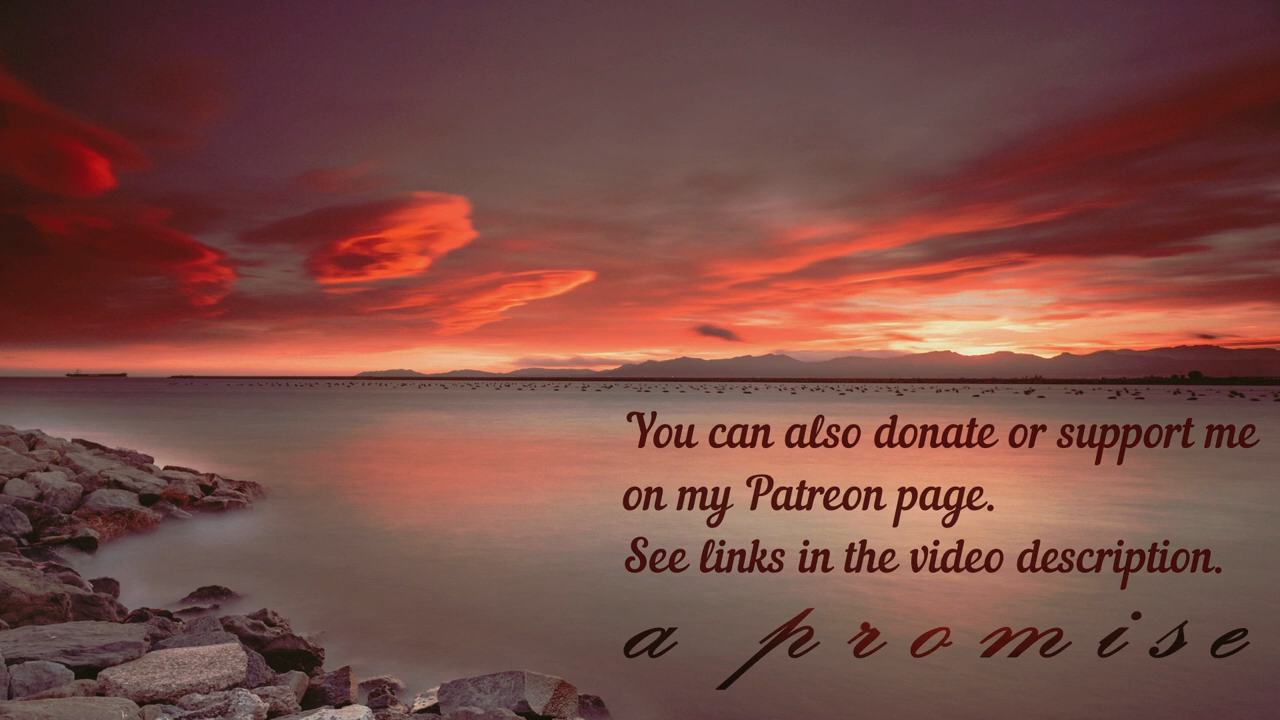 You can also donate or support me
on my Patreon page.
See links in the video description.
a promise